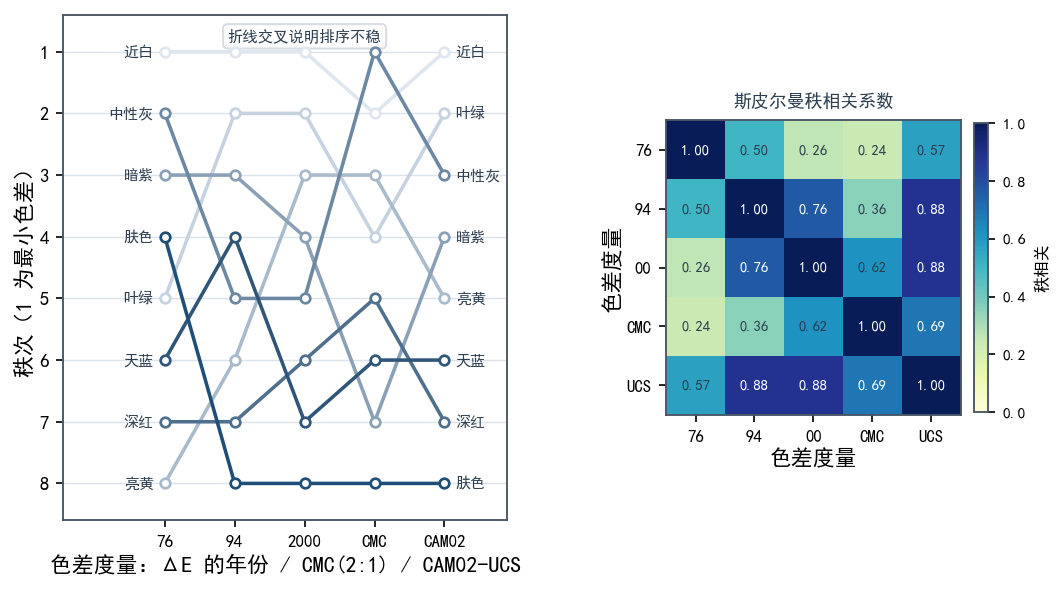 折线交叉说明排序不稳
秩次（1 为最小色差）
1
2
3
4
5
6
7
8
近白
中性灰
暗紫
肤色
叶绿
天蓝
深红
亮黄
近白
叶绿
中性灰
暗紫
亮黄
天蓝
深红
肤色
76 94 2000 CMC CAM02
色差度量：ΔE 的年份 / CMC(2:1) / CAM02-UCS
斯皮尔曼秩相关系数
色差度量
76 1.00 0.50 0.26 0.24 0.57
94 0.50 1.00 0.76 0.36 0.88
00 0.26 0.76 1.00 0.62 0.88
CMC 0.24 0.36 0.62 1.00 0.69
UCS 0.57 0.88 0.88 0.69 1.00
76 94 00 CMC UCS
色差度量
1.0
0.8
0.6
0.4
0.2
0.0
秩相关